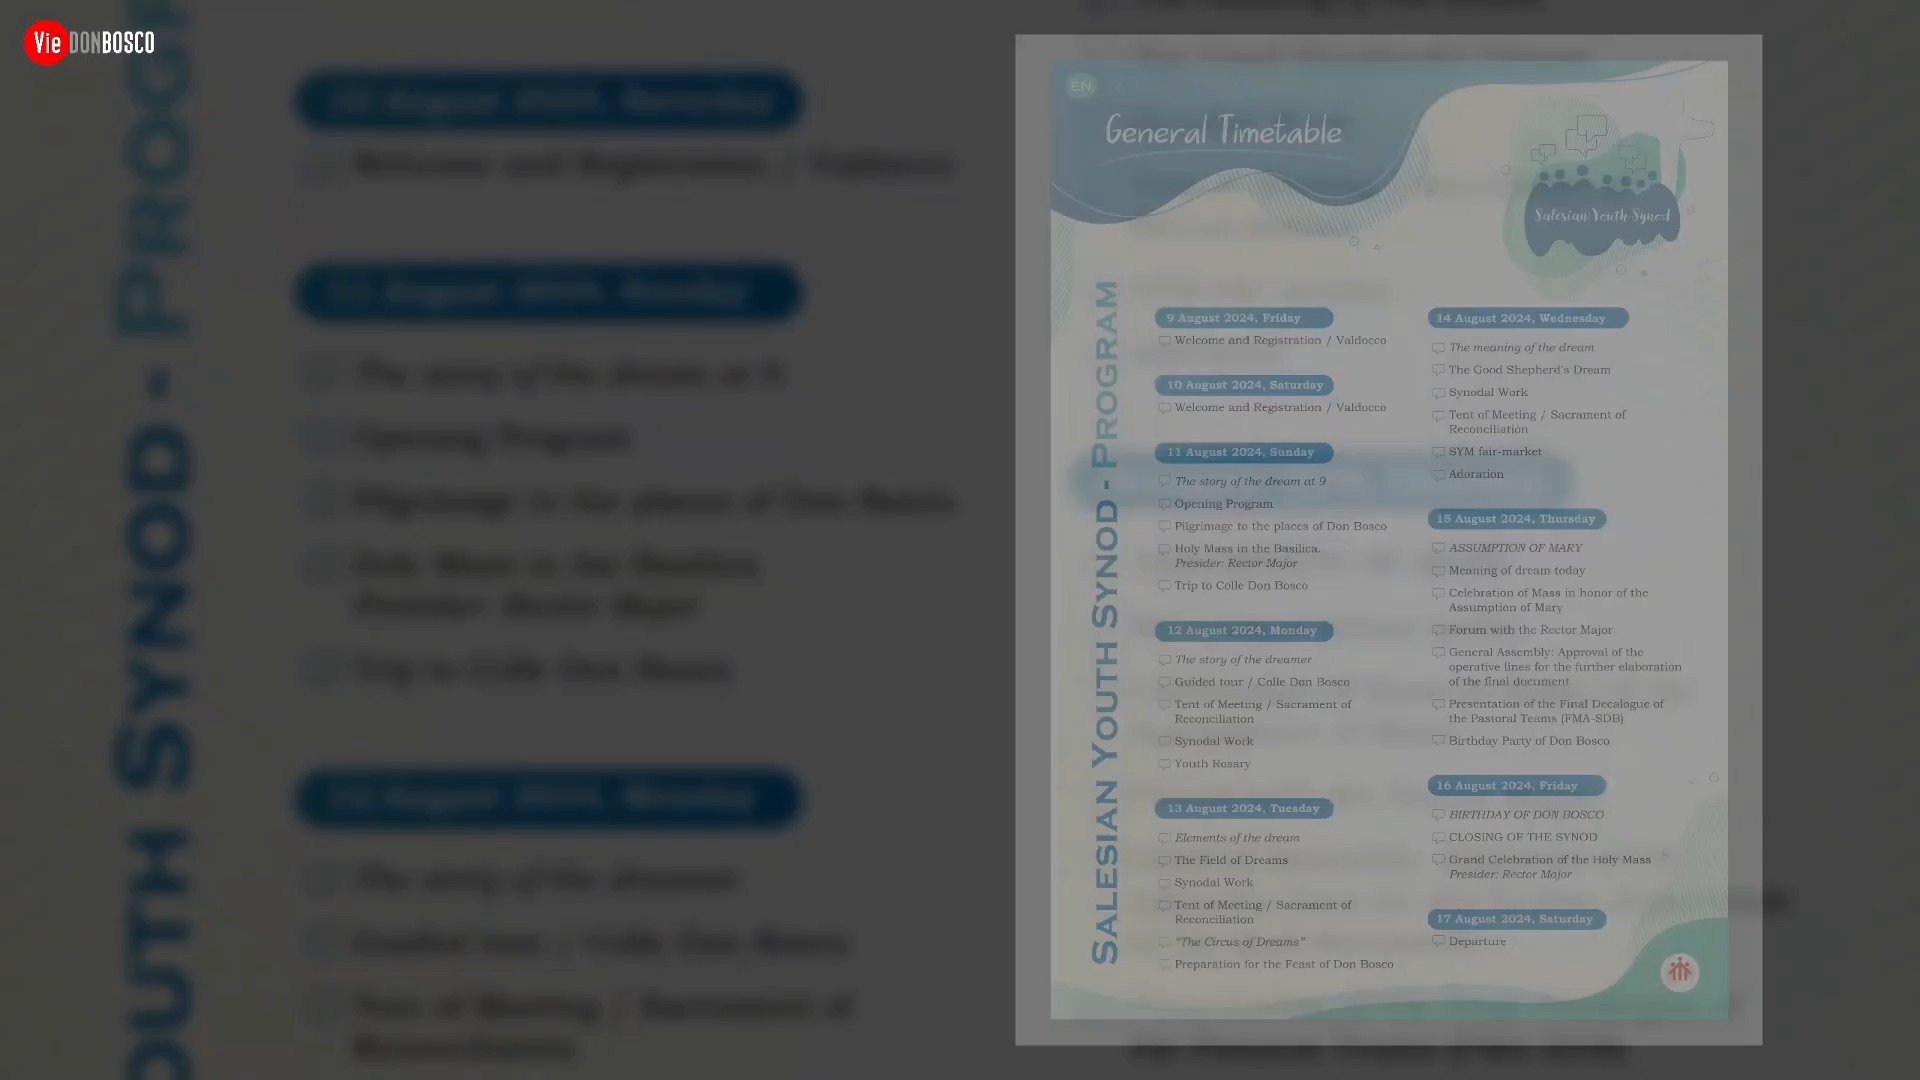 Vie DONBOSCO
EN
General Timetable
Salesian Youth Synod
SALESIAN YOUTH SYNOD - PROGRAM
9 August 2024, Friday
Welcome and Registration / Valdocco
10 August 2024, Saturday
Welcome and Registration / Valdocco
11 August 2024, Sunday
The story of the dream at 9
Opening Program
Pilgrimage to the places of Don Bosco
Holy Mass in the Basilica.
Presider: Rector Major
Trip to Colle Don Bosco
12 August 2024, Monday
The story of the dreamer
Guided tour / Colle Don Bosco
Tent of Meeting / Sacrament of
Reconciliation
Synodal Work
Youth Rosary
13 August 2024, Tuesday
Elements of the dream
The Field of Dreams
Synodal Work
Tent of Meeting / Sacrament of
Reconciliation
"The Circus of Dreams"
Preparation for the Feast of Don Bosco
14 August 2024, Wednesday
The meaning of the dream
The Good Shepherd's Dream
Synodal Work
Tent of Meeting / Sacrament of
Reconciliation
SYM fair-market
Adoration
15 August 2024, Thursday
ASSUMPTION OF MARY
Meaning of dream today
Celebration of Mass in honor of the
Assumption of Mary
Forum with the Rector Major
General Assembly: Approval of the
operative lines for the further elaboration
of the final document
Presentation of the Final Decalogue of
the Pastoral Teams (FMA-SDB)
Birthday Party of Don Bosco
16 August 2024, Friday
BIRTHDAY OF DON BOSCO
CLOSING OF THE SYNOD
Grand Celebration of the Holy Mass
Presider: Rector Major
17 August 2024, Saturday
Departure